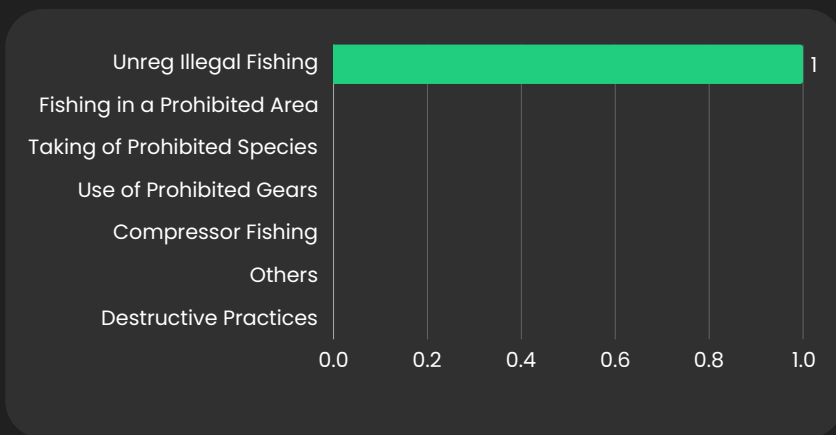 Unreg Illegal Fishing
1
Fishing in a Prohibited Area
Taking of Prohibited Species
Use of Prohibited Gears
Compressor Fishing
Others
Destructive Practices
0.0 0.2 0.4 0.6 0.8 1.0